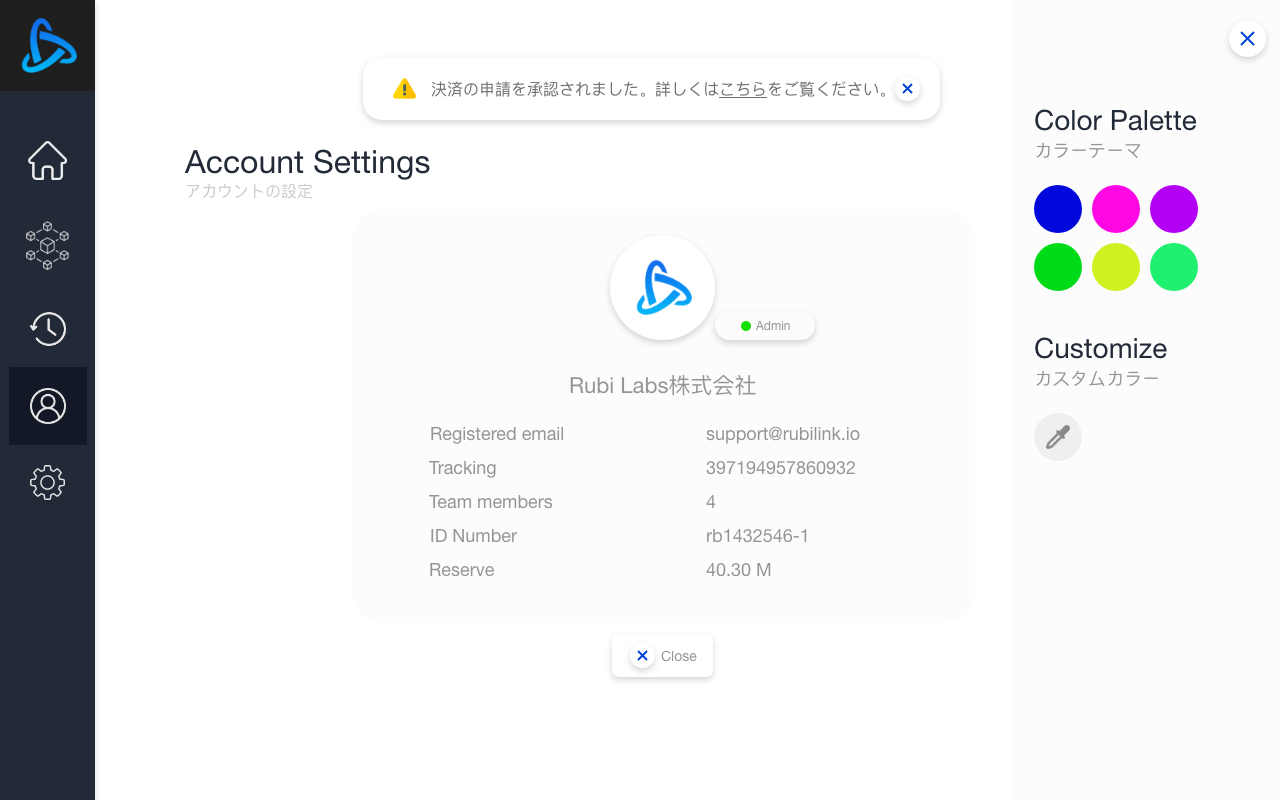 決済の申請を承認されました。詳しくはこちらをご覧ください。
Account Settings
アカウントの設定
Admin
Rubi Labs株式会社
Registered email support@rubilink.io
Tracking 397194957860932
Team members 4
ID Number rb1432546-1
Reserve 40.30 M
Close
Color Palette
カラーテーマ
Customize
カスタムカラー